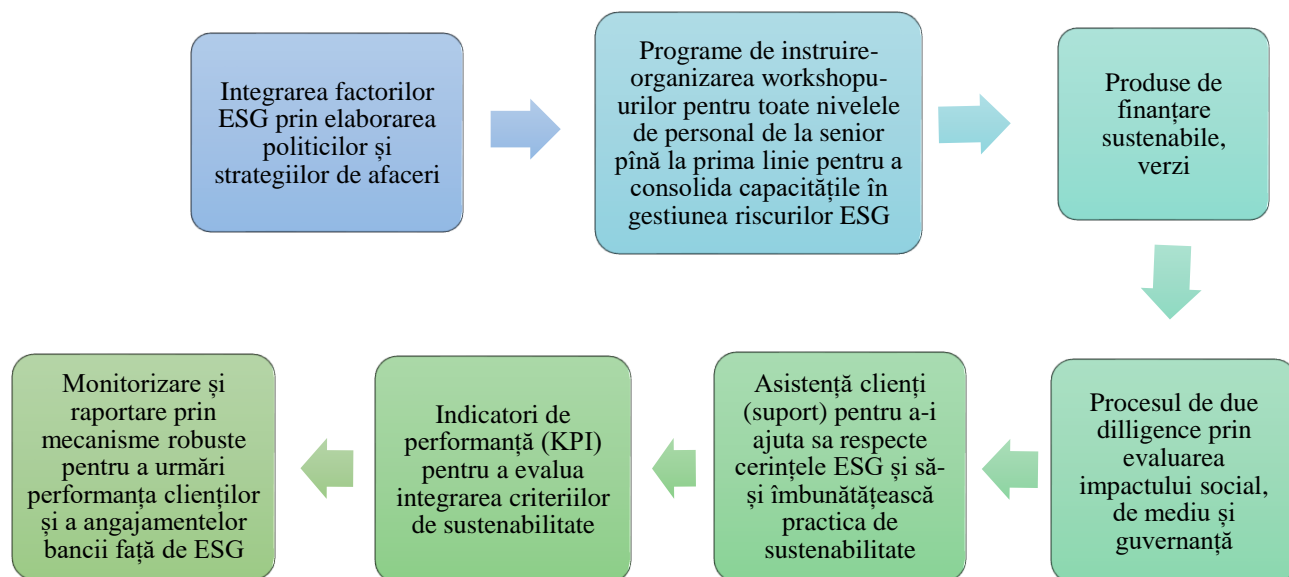 Integrarea factorilor
ESG prin elaborarea
politicilor și
strategiilor de afaceri
Programe de instruire-
organizarea workshopu-
urilor pentru toate nivelele
de personal de la senior
pînă la prima linie pentru a
consolida capacitățile în
gestiunea riscurilor ESG
Produse de
finanțare
sustenabile,
verzi
Procesul de due
dilligence prin
evaluarea
impactului social,
de mediu și
guvernanță
Asistență clienți
(suport) pentru a-i
ajuta sa respecte
cerințele ESG și să-
și îmbunătățească
practica de
sustenabilitate
Indicatori de
performanță (KPI)
pentru a evalua
integrarea criteriilor
de sustenabilitate
Monitorizare și
raportare prin
mecanisme robuste
pentru a urmări
performanța clienților
și a angajamentelor
bancii față de ESG